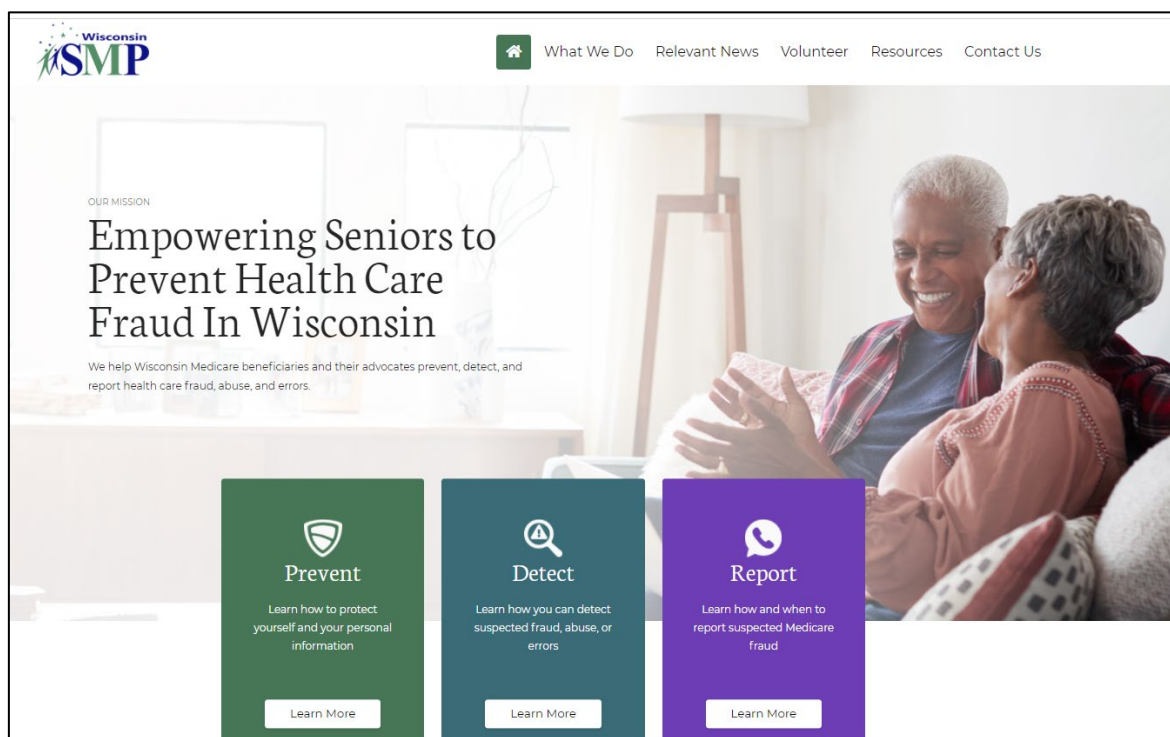 Wisconsin
SMP
What We Do Relevant News Volunteer Resources Contact Us
OUR MISSION
Empowering Seniors to
Prevent Health Care
Fraud In Wisconsin
We help Wisconsin Medicare beneficiaries and their advocates prevent, detect, and
report health care fraud, abuse, and errors.
Prevent
Learn how to protect
yourself and your personal
information
Learn More
Detect
Learn how you can detect
suspected fraud, abuse, or
errors
Learn More
Report
Learn how and when to
report suspected Medicare
fraud
Learn More